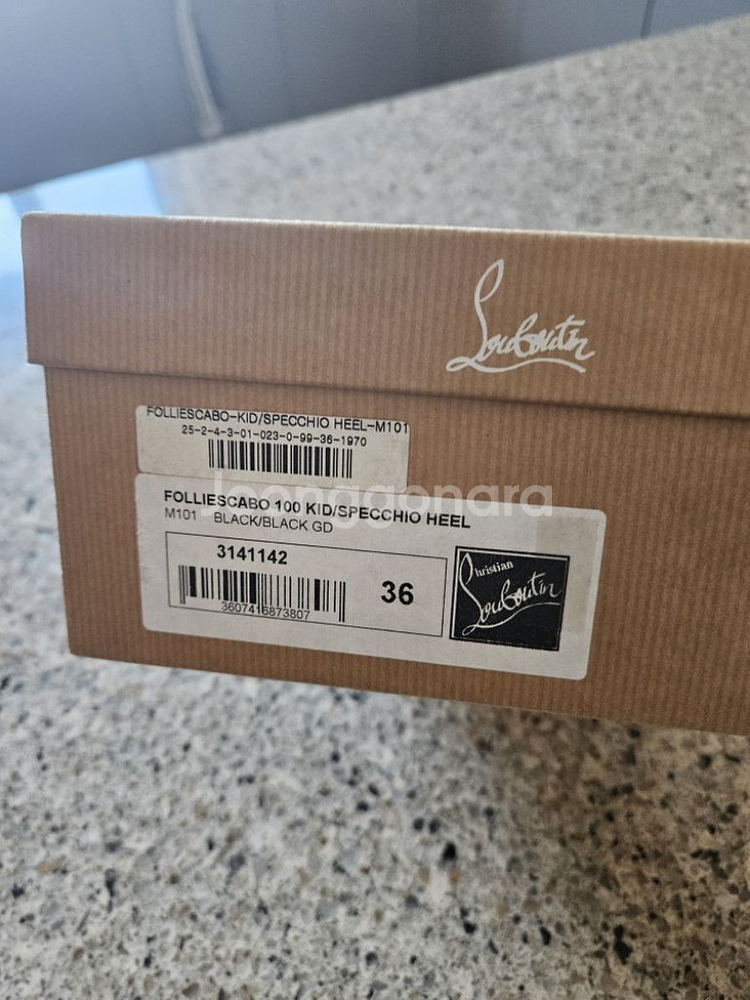 Louboutin
FOLLIESCABO-KID/SPECCHIO HEEL-M101
25-2-4-3-01-023-0-99-36-1970
Joonggonara
FOLLIESCABO 100 KID/SPECCHIO HEEL
M101 BLACK/BLACK GD
3141142
36
3607416873807
Christian
Louboutin